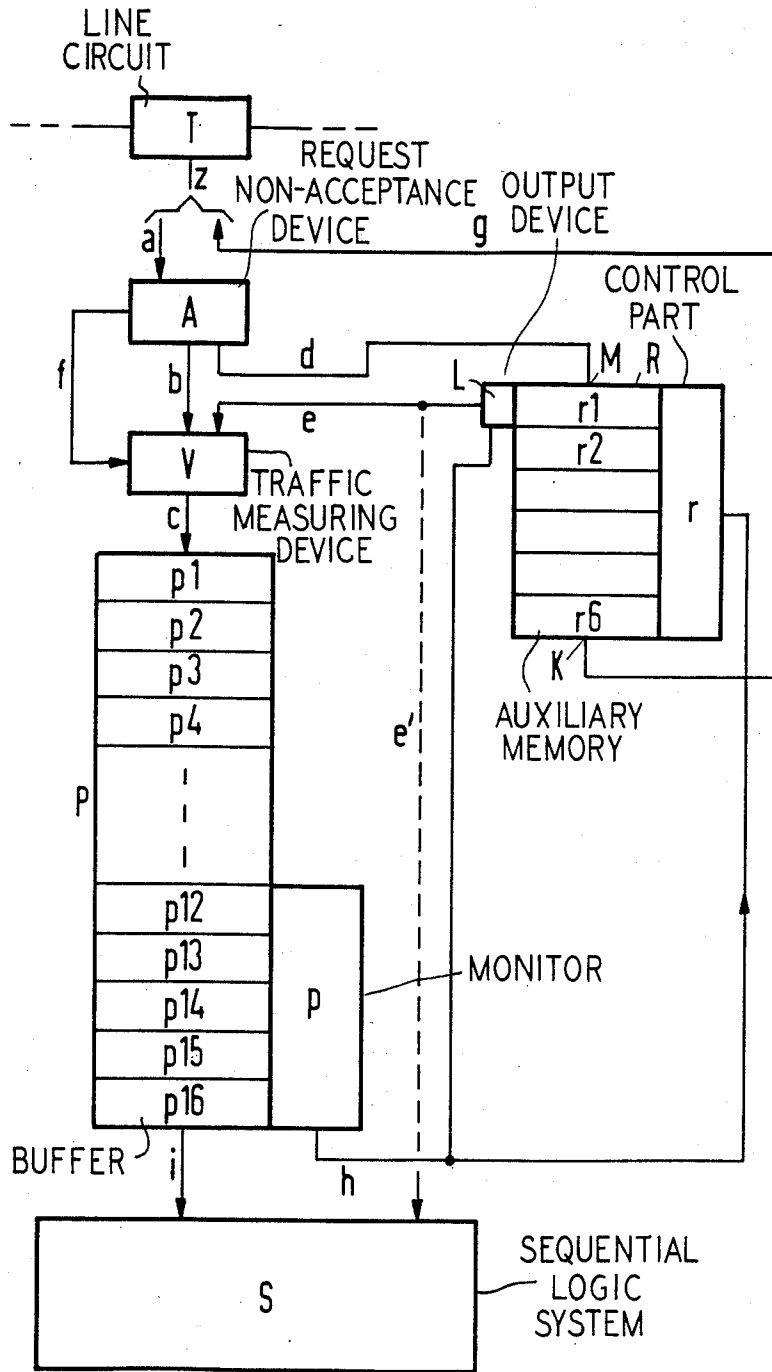 LINE
CIRCUIT
T
z
REQUEST
NON-ACCEPTANCE
DEVICE
OUTPUT
DEVICE
a
g
CONTROL
PART
A
f
b
d
M
R
L
r1
e
r2
V
r
TRAFFIC
MEASURING
DEVICE
c
p1
p2
r6
p3
K
p4
AUXILIARY
MEMORY
e'
P
p12
p13
MONITOR
p
p14
p15
p16
BUFFER
i
h
SEQUENTIAL
LOGIC
SYSTEM
S